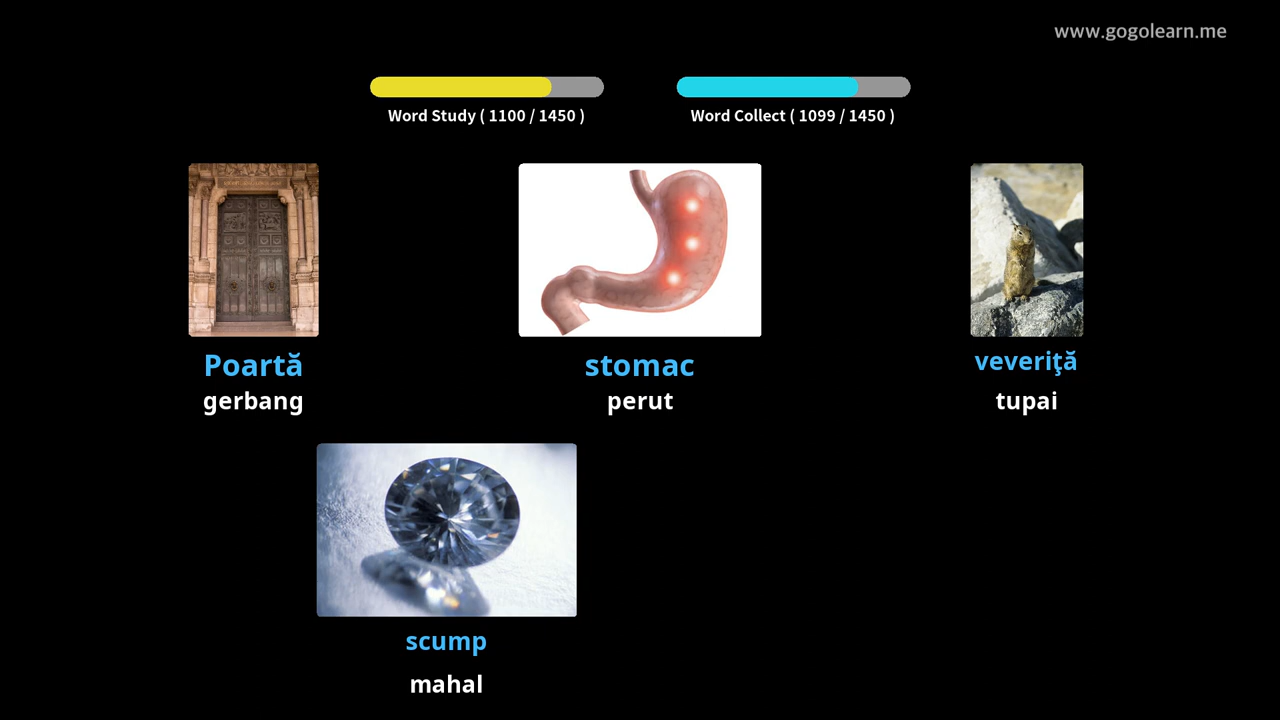 www.gogolearn.me
Word Study ( 1100 / 1450 )
Word Collect ( 1099 / 1450 )
Poartă
gerbang
stomac
perut
veveriţă
tupai
scump
mahal